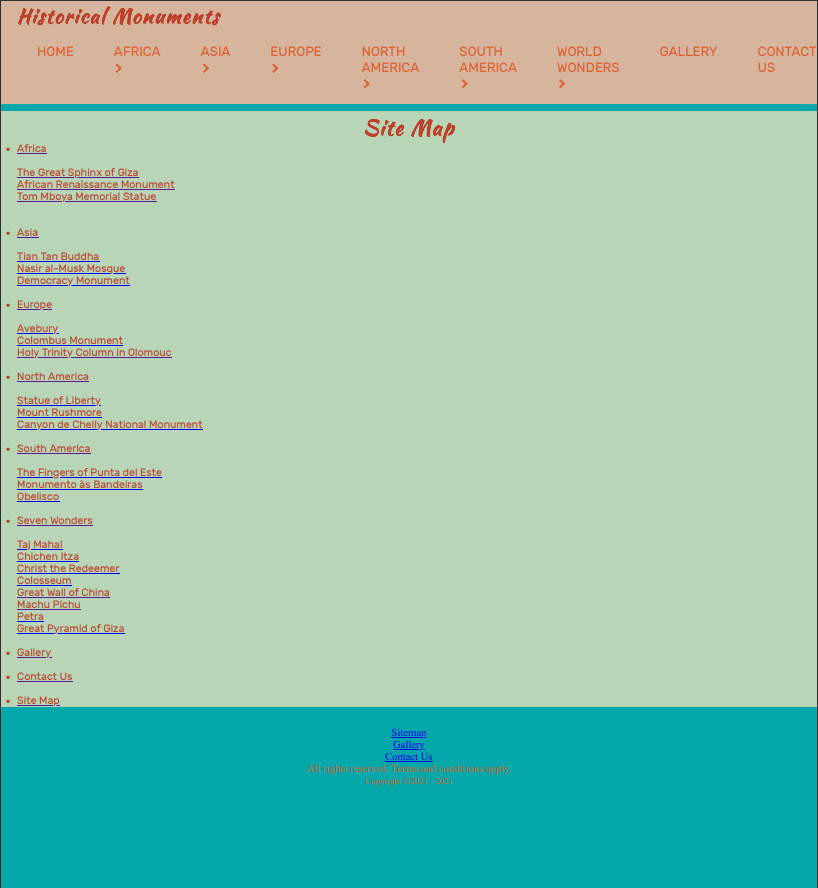 Historical Monuments
HOME
AFRICA
ASIA
EUROPE
NORTH
AMERICA
SOUTH
AMERICA
WORLD
WONDERS
GALLERY
CONTACT
US
Site Map
Africa
The Great Sphinx of Giza
African Renaissance Monument
Tom Mboya Memorial Statue
Asia
Tian Tan Buddha
Nasir al-Musk Mosque
Democracy Monument
Europe
Avebury
Colombus Monument
Holy Trinity Column in Olomouc
North America
Statue of Liberty
Mount Rushmore
Canyon de Chelly National Monument
South America
The Fingers of Punta del Este
Monumento às Bandeiras
Obelisco
Seven Wonders
Taj Mahal
Chichen Itza
Christ the Redeemer
Colosseum
Great Wall of China
Machu Pichu
Petra
Great Pyramid of Giza
Gallery
Contact Us
Site Map
Sitemap
Gallery
Contact Us
All rights reserved. Terms and conditions apply
Copyright ©2021 - 2021